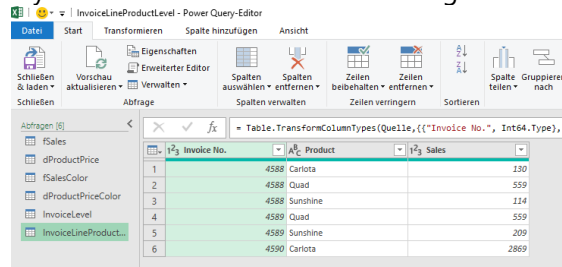 InvoiceLineProductLevel - Power Query-Editor
Datei Start Transformieren Spalte hinzufügen Ansicht
Schließen & laden
Vorschau aktualisieren
Eigenschaften
Erweiterter Editor
Verwalten
Spalten auswählen
Spalten entfernen
Zeilen beibehalten
Zeilen entfernen
Spalte teilen
Gruppieren nach
Schließen Abfrage Spalten verwalten Zeilen verringern Sortieren
Abfragen [6]
fSales
dProductPrice
fSalesColor
dProductPriceColor
InvoiceLevel
InvoiceLineProduct...
fx = Table.TransformColumnTypes(Quelle,{{"Invoice No.", Int64.Type},
123 Invoice No. ABC Product 123 Sales
1 4588 Carlota 130
2 4588 Quad 559
3 4588 Sunshine 114
4 4589 Quad 559
5 4589 Sunshine 209
6 4590 Carlota 2869